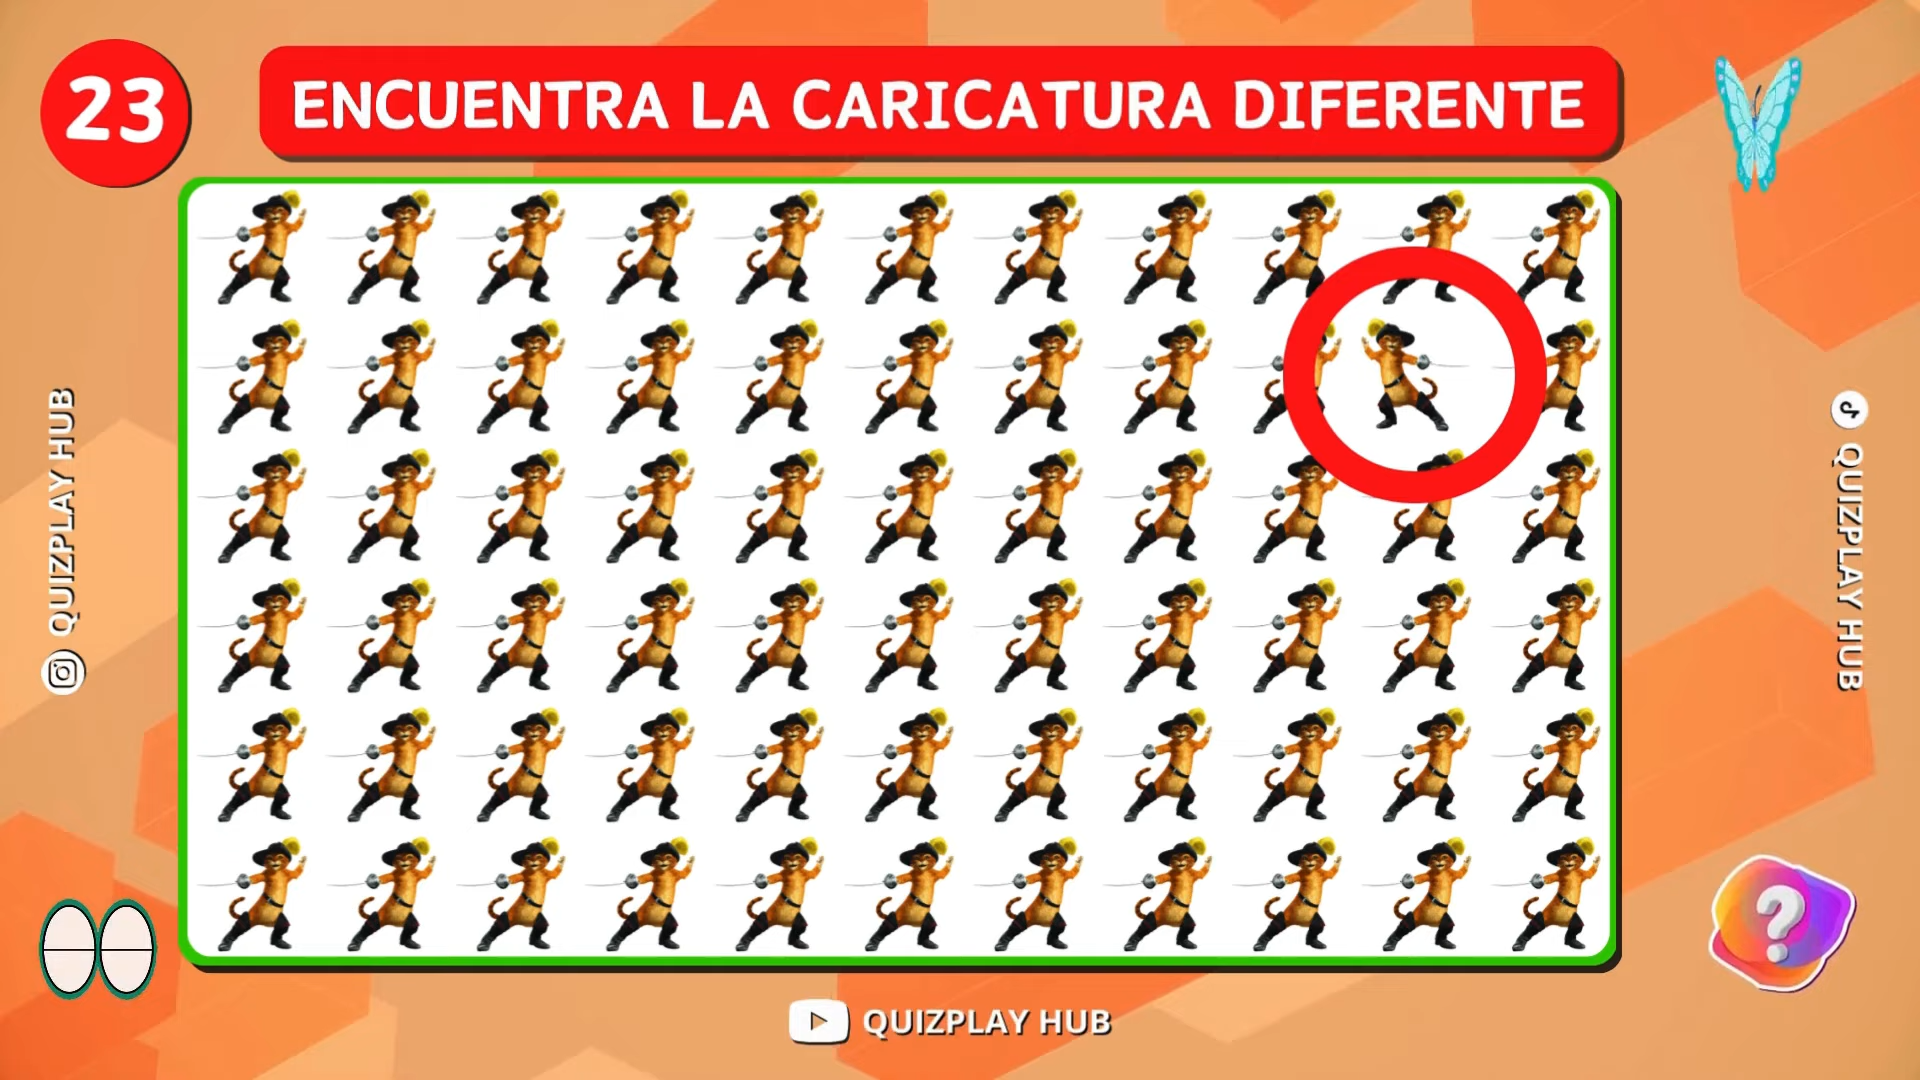 23
ENCUENTRA LA CARICATURA DIFERENTE
QUIZPLAY HUB
QUIZPLAY HUB
?
QUIZPLAY HUB